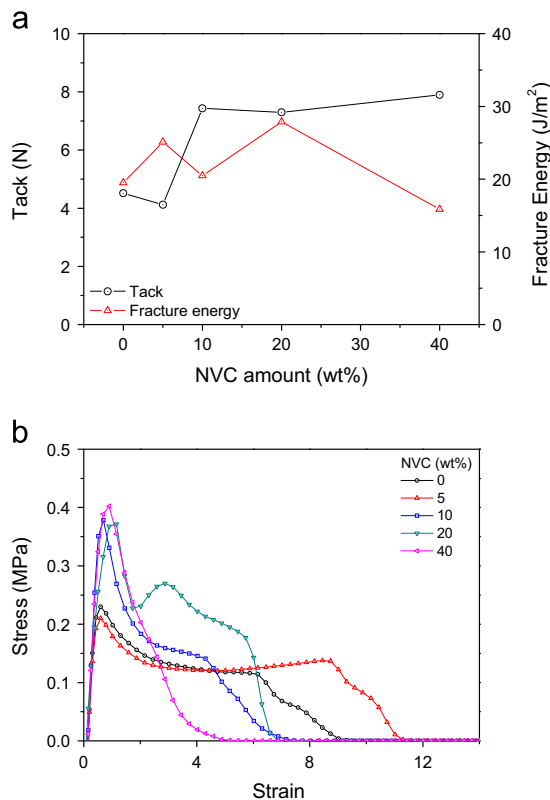 a
10
8
6
4
2
0
Tack (N)
40
30
20
10
0
Fracture Energy (J/m²)
Tack
Fracture energy
0 10 20 30 40
NVC amount (wt%)
b
0.5
0.4
0.3
0.2
0.1
0.0
Stress (MPa)
NVC (wt%)
0
5
10
20
40
0 4 8 12
Strain